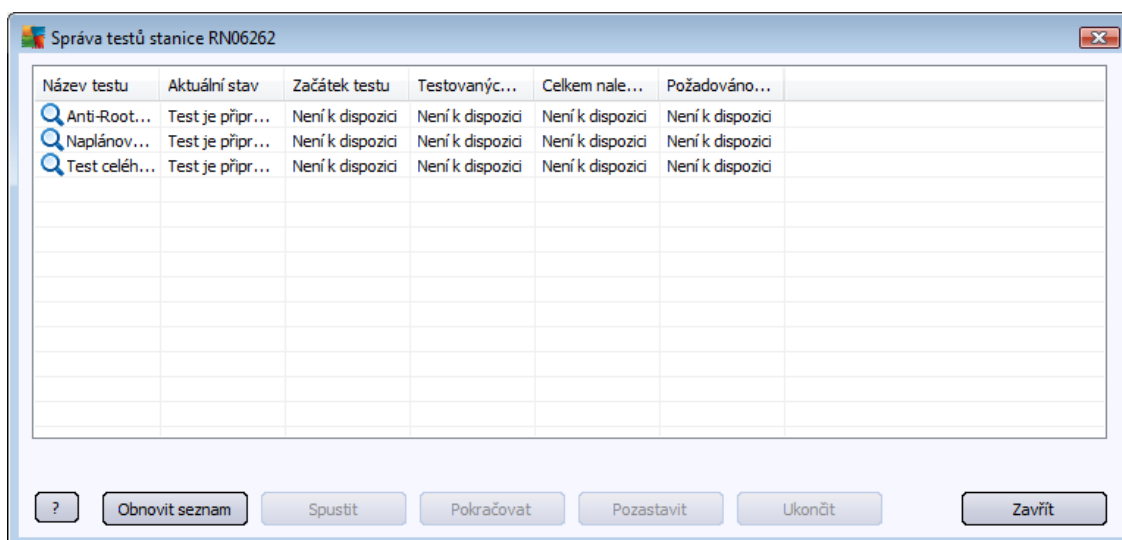 Správa testů stanice RN06262
Název testu Aktuální stav Začátek testu Testovanýc... Celkem nale... Požadováno...
Anti-Root... Test je připr... Není k dispozici Není k dispozici Není k dispozici Není k dispozici
Naplánov... Test je připr... Není k dispozici Není k dispozici Není k dispozici Není k dispozici
Test celéh... Test je připr... Není k dispozici Není k dispozici Není k dispozici Není k dispozici
? Obnovit seznam Spustit Pokračovat Pozastavit Ukončit Zavřít